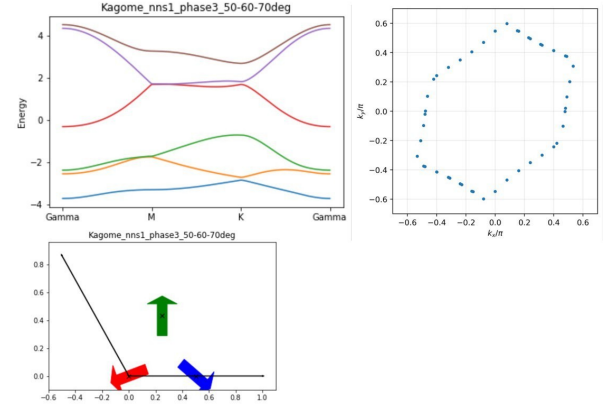 Kagome_nns1_phase3_50-60-70deg
Energy
4
2
0
−2
−4
Gamma
M
K
Gamma
k_y/π
0.6
0.4
0.2
0.0
−0.2
−0.4
−0.6
−0.6 −0.4 −0.2 0.0 0.2 0.4 0.6
k_x/π
Kagome_nns1_phase3_50-60-70deg
0.8
0.6
0.4
0.2
0.0
−0.6 −0.4 −0.2 0.0 0.2 0.4 0.6 0.8 1.0